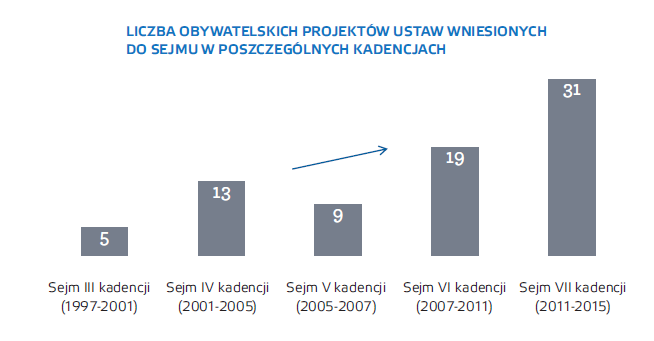 LICZBA OBYWATELSKICH PROJEKTÓW USTAW WNIESIONYCH
DO SEJMU W POSZCZEGÓLNYCH KADENCJACH
5
13
9
19
31
Sejm III kadencji
(1997-2001)
Sejm IV kadencji
(2001-2005)
Sejm V kadencji
(2005-2007)
Sejm VI kadencji
(2007-2011)
Sejm VII kadencji
(2011-2015)